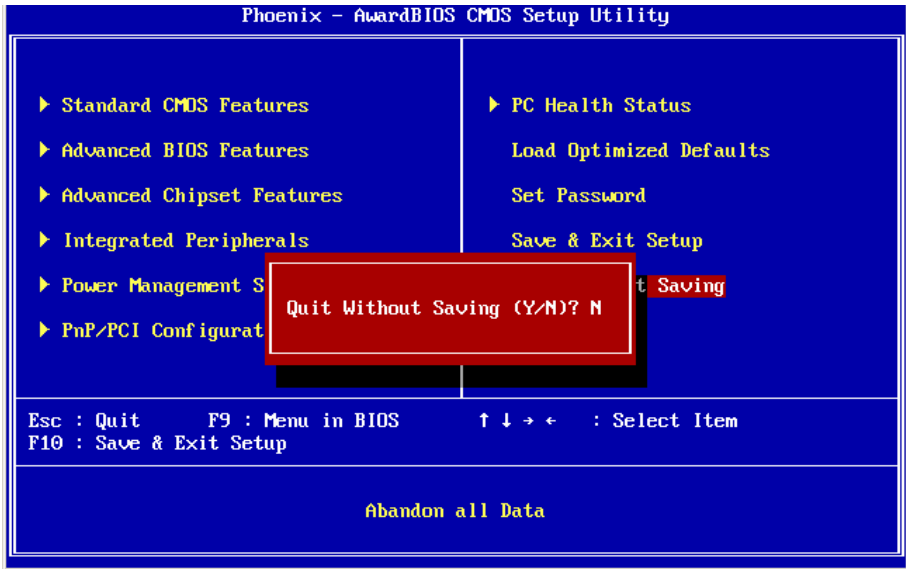 Phoenix - AwardBIOS CMOS Setup Utility
Standard CMOS Features
Advanced BIOS Features
Advanced Chipset Features
Integrated Peripherals
Power Management S
PnP/PCI Configurat
PC Health Status
Load Optimized Defaults
Set Password
Save & Exit Setup
t Saving
Quit Without Saving (Y/N)? N
Esc : Quit F9 : Menu in BIOS ↑ ↓ → ← : Select Item
F10 : Save & Exit Setup
Abandon all Data